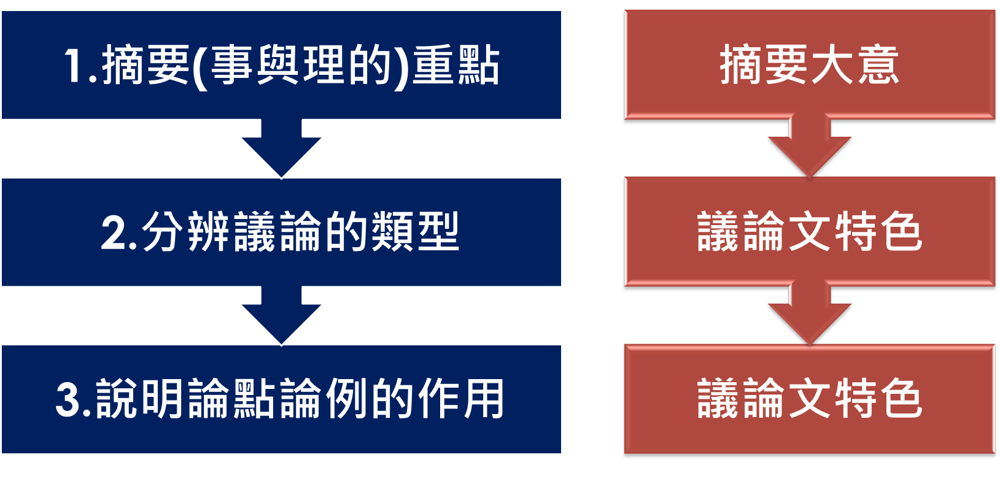 1.摘要(事與理的)重點
2.分辨議論的類型
3.說明論點論例的作用
摘要大意
議論文特色
議論文特色